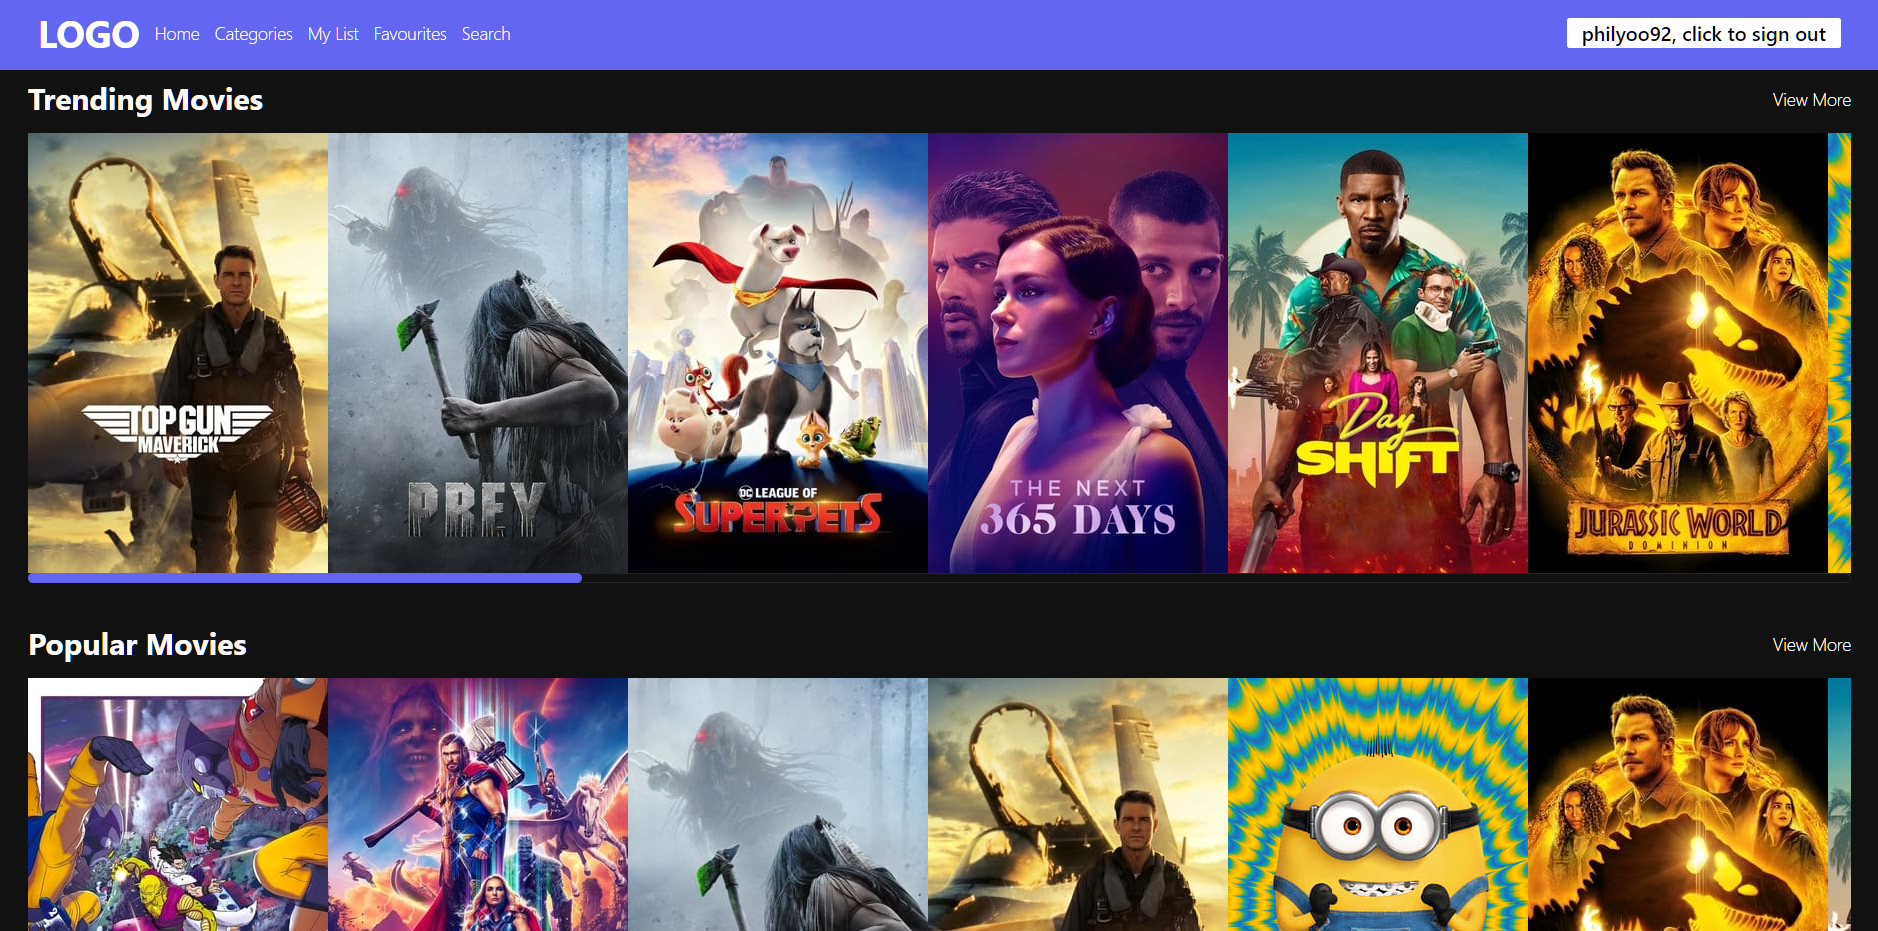 LOGO Home Categories My List Favourites Search philyoo92, click to sign out
Trending Movies View More
TOP GUN
MAVERICK
PREY
DC LEAGUE OF
SUPER-PETS
THE NEXT
365 DAYS
Day
SHIFT
JURASSIC WORLD
DOMINION
Popular Movies View More